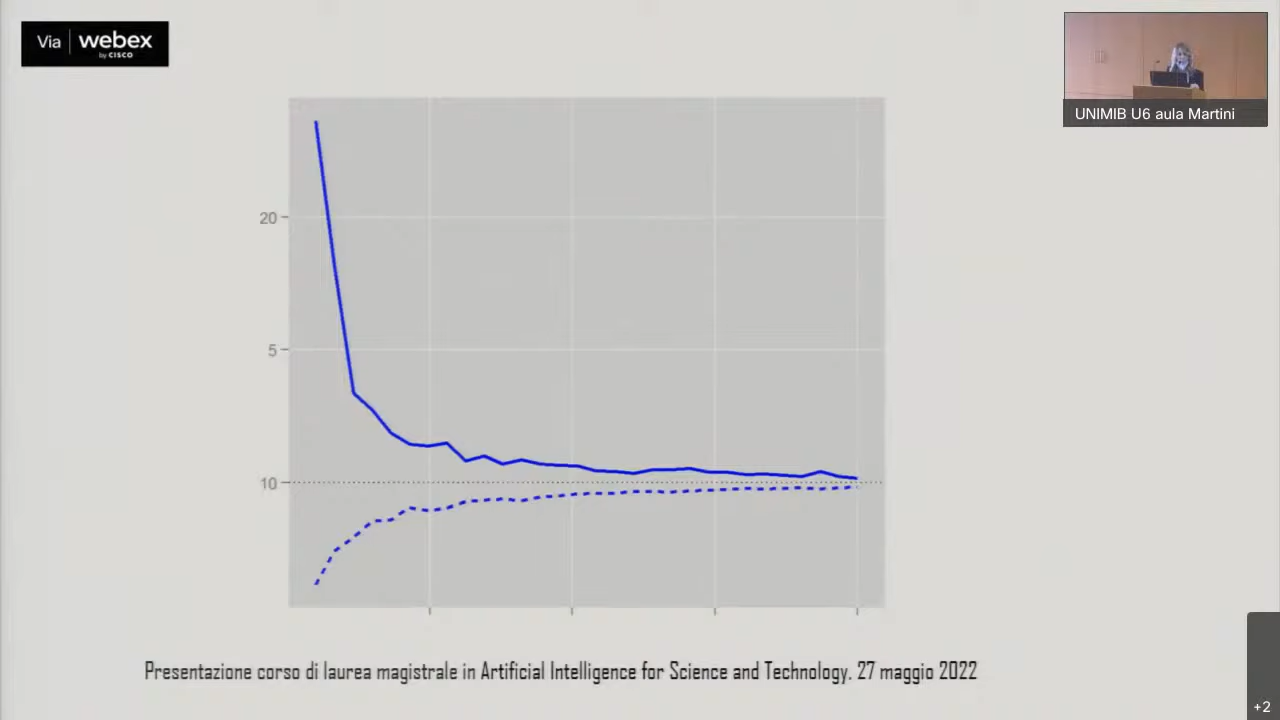 Via webex
by CISCO
UNIMIB U6 aula Martini
20
5
10
Presentazione corso di laurea magistrale in Artificial Intelligence for Science and Technology. 27 maggio 2022
+2